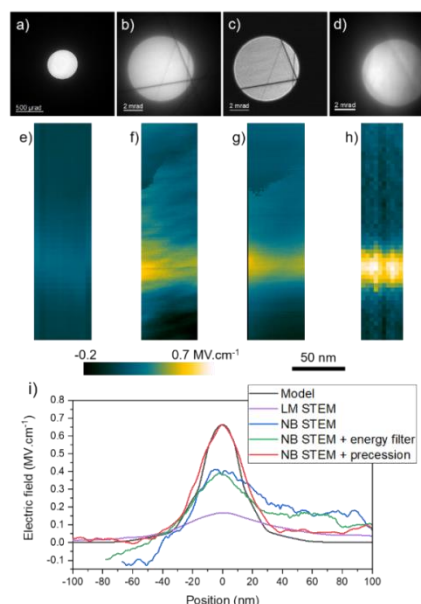 a) b) c) d)
500 µrad 2 mrad 2 mrad 2 mrad
e) f) g) h)
-0.2 0.7 MV.cm-1 50 nm
i)
0.8
0.7
0.6
0.5
0.4
0.3
0.2
0.1
0.0
-0.1
Electric field (MV.cm-1)
Model
LM STEM
NB STEM
NB STEM + energy filter
NB STEM + precession
-100 -80 -60 -40 -20 0 20 40 60 80 100
Position (nm)